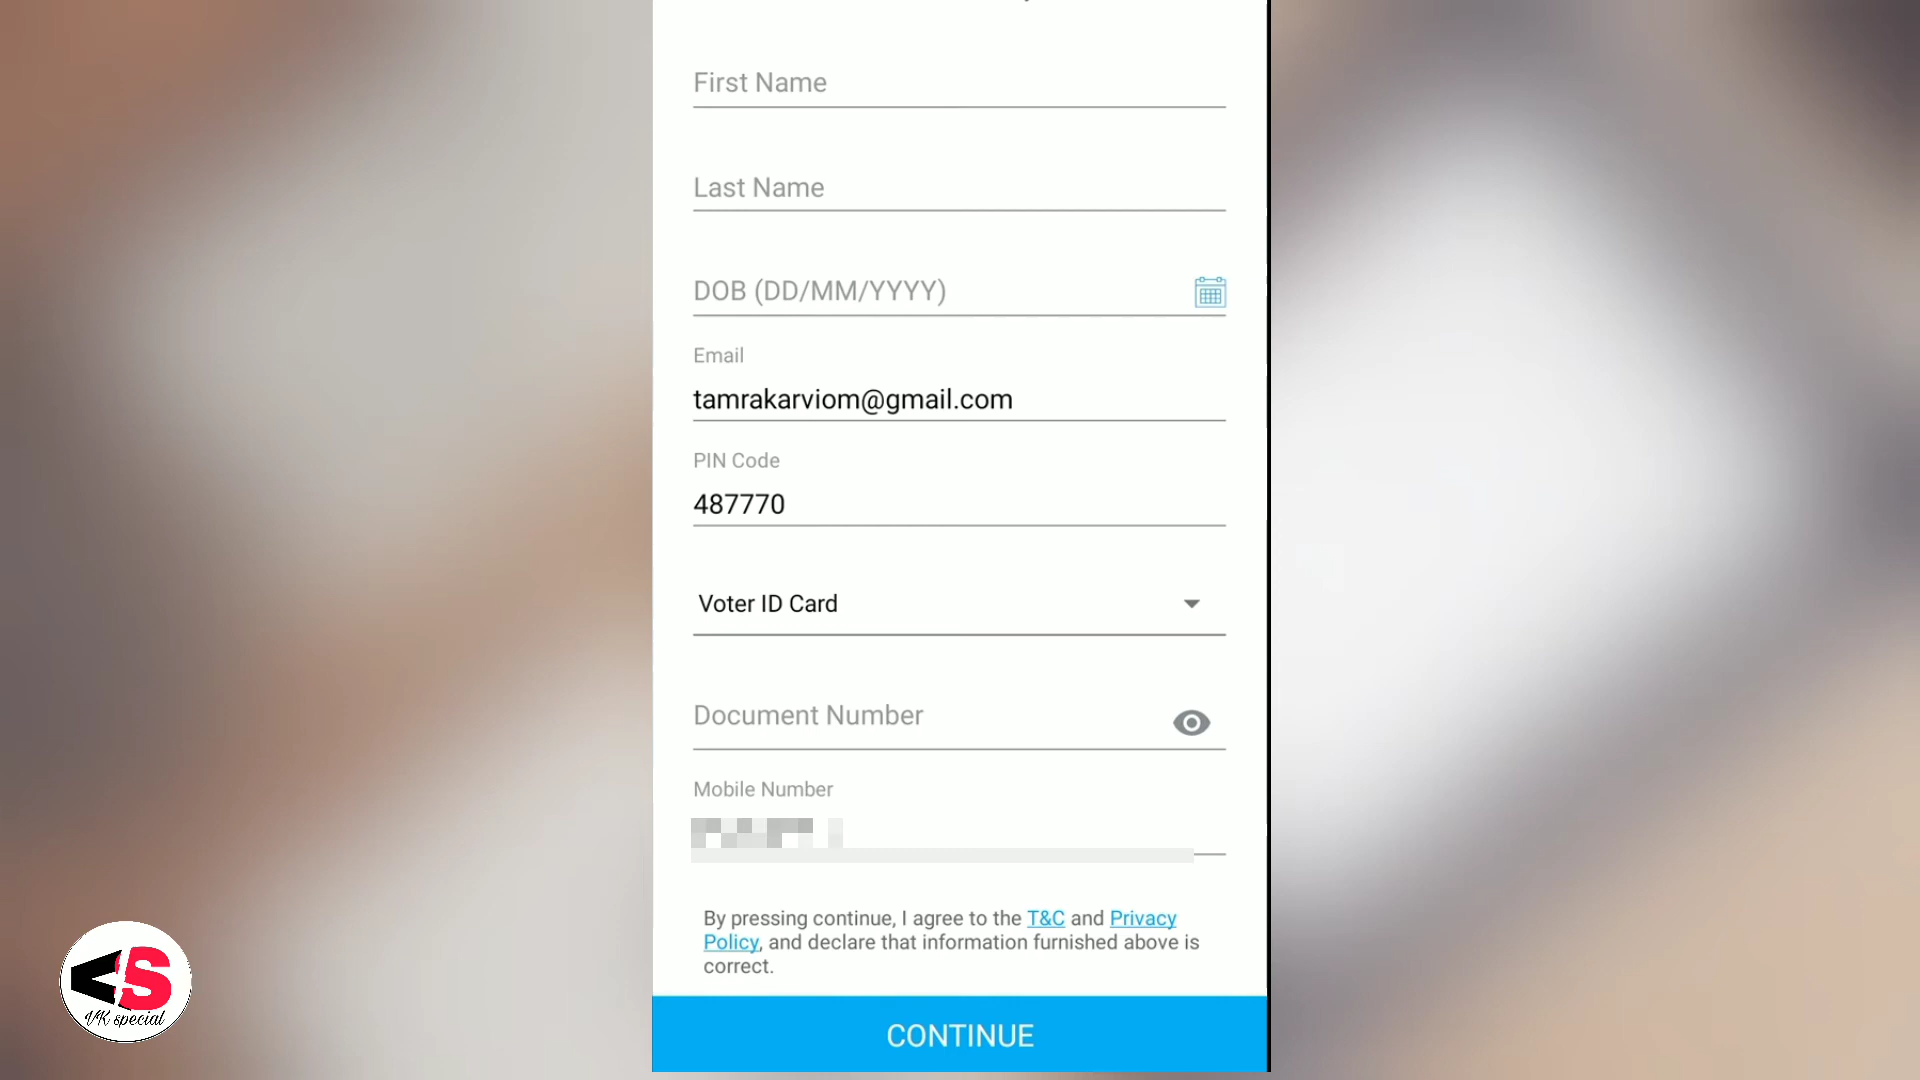 First Name
Last Name
DOB (DD/MM/YYYY)
Email
tamrakarviom@gmail.com
PIN Code
487770
Voter ID Card
Document Number
Mobile Number
By pressing continue, I agree to the T&C and Privacy
Policy, and declare that information furnished above is
correct.
CONTINUE
VS
VK special